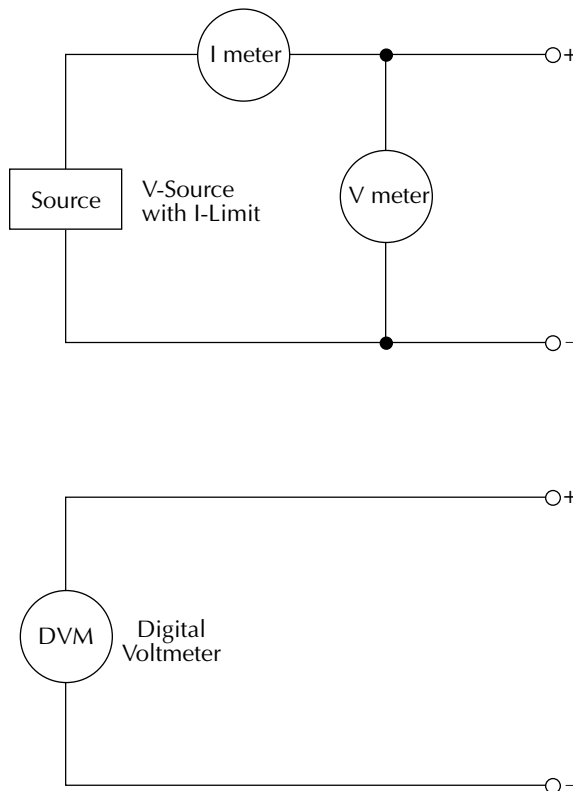 I meter
+
Source
V-Source
with I-Limit
V meter
−
+
DVM
Digital
Voltmeter
−